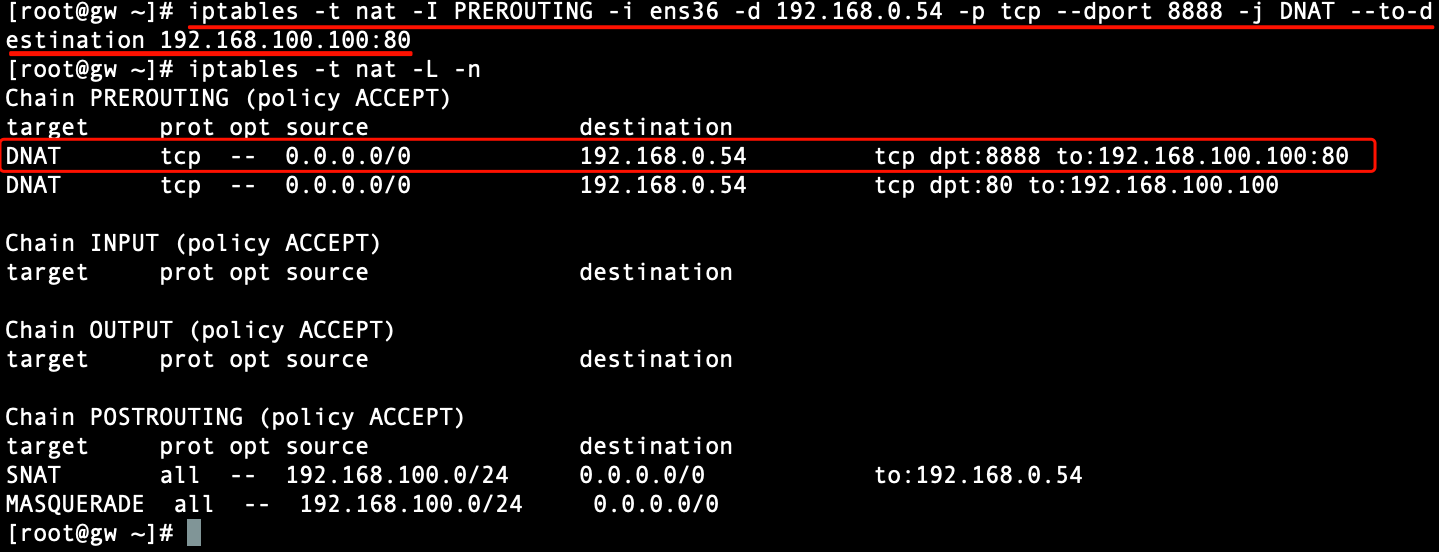 [root@gw ~]# iptables -t nat -I PREROUTING -i ens36 -d 192.168.0.54 -p tcp --dport 8888 -j DNAT --to-d
estination 192.168.100.100:80
[root@gw ~]# iptables -t nat -L -n
Chain PREROUTING (policy ACCEPT)
target     prot opt source               destination
DNAT       tcp  --  0.0.0.0/0            192.168.0.54         tcp dpt:8888 to:192.168.100.100:80
DNAT       tcp  --  0.0.0.0/0            192.168.0.54         tcp dpt:80 to:192.168.100.100

Chain INPUT (policy ACCEPT)
target     prot opt source               destination

Chain OUTPUT (policy ACCEPT)
target     prot opt source               destination

Chain POSTROUTING (policy ACCEPT)
target     prot opt source               destination
SNAT       all  --  192.168.100.0/24     0.0.0.0/0            to:192.168.0.54
MASQUERADE  all  --  192.168.100.0/24     0.0.0.0/0
[root@gw ~]#